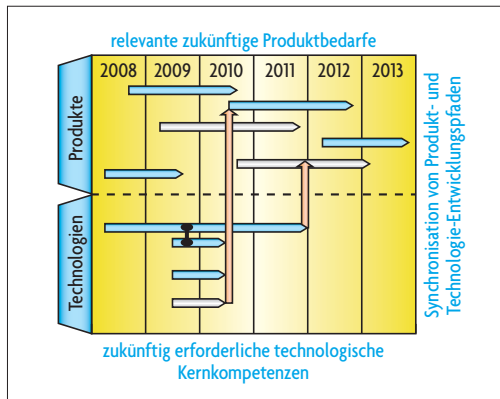 relevante zukünftige Produktbedarfe
2008 2009 2010 2011 2012 2013
Produkte
Technologien
Synchronisation von Produkt- und
Technologie-Entwicklungspfaden
zukünftig erforderliche technologische
Kernkompetenzen